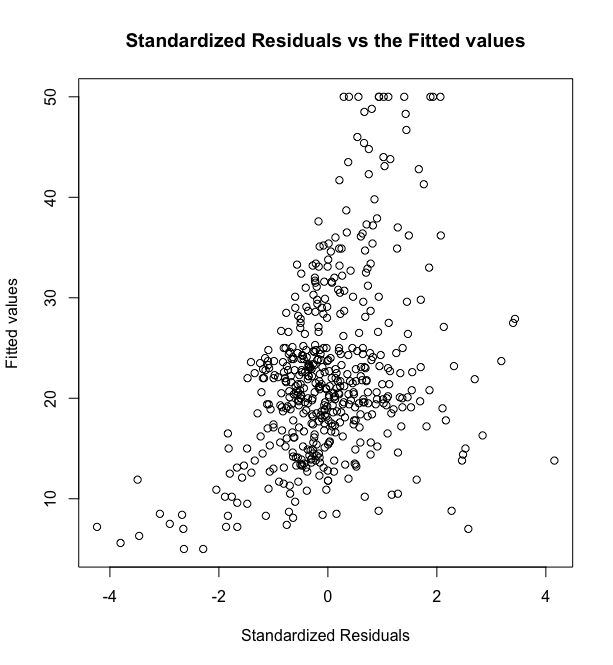 Standardized Residuals vs the Fitted values
50
40
30
20
10
Fitted values
-4 -2 0 2 4
Standardized Residuals